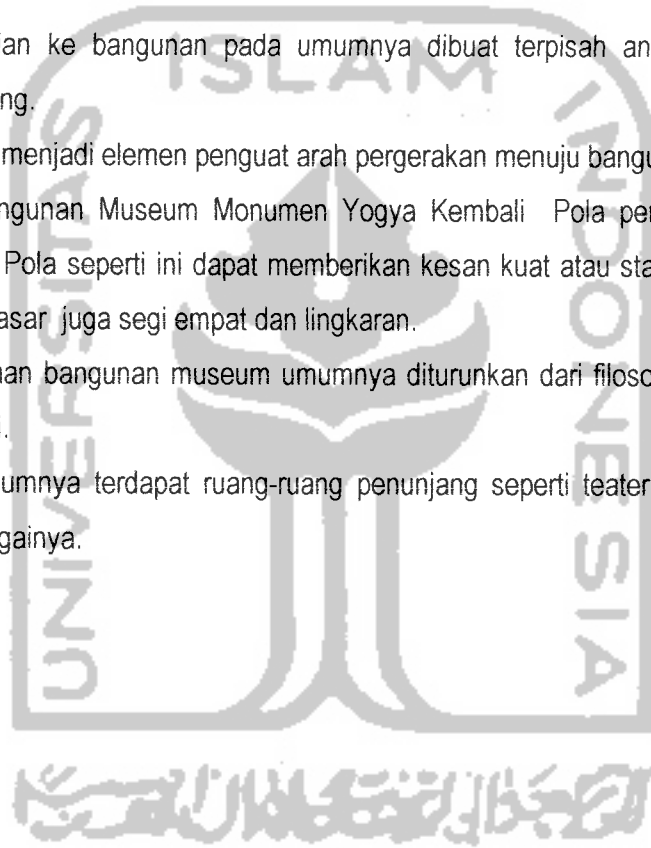 ISLAM
UNIVERSITAS
INDONESIA
an ke bangunan pada umumnya dibuat terpisah an
ng.
menjadi elemen penguat arah pergerakan menuju bangu
ngunan Museum Monumen Yogya Kembali Pola per
Pola seperti ini dapat memberikan kesan kuat atau sta
asar juga segi empat dan lingkaran.
an bangunan museum umumnya diturunkan dari filoso
.
umnya terdapat ruang-ruang penunjang seperti teater
gainya.